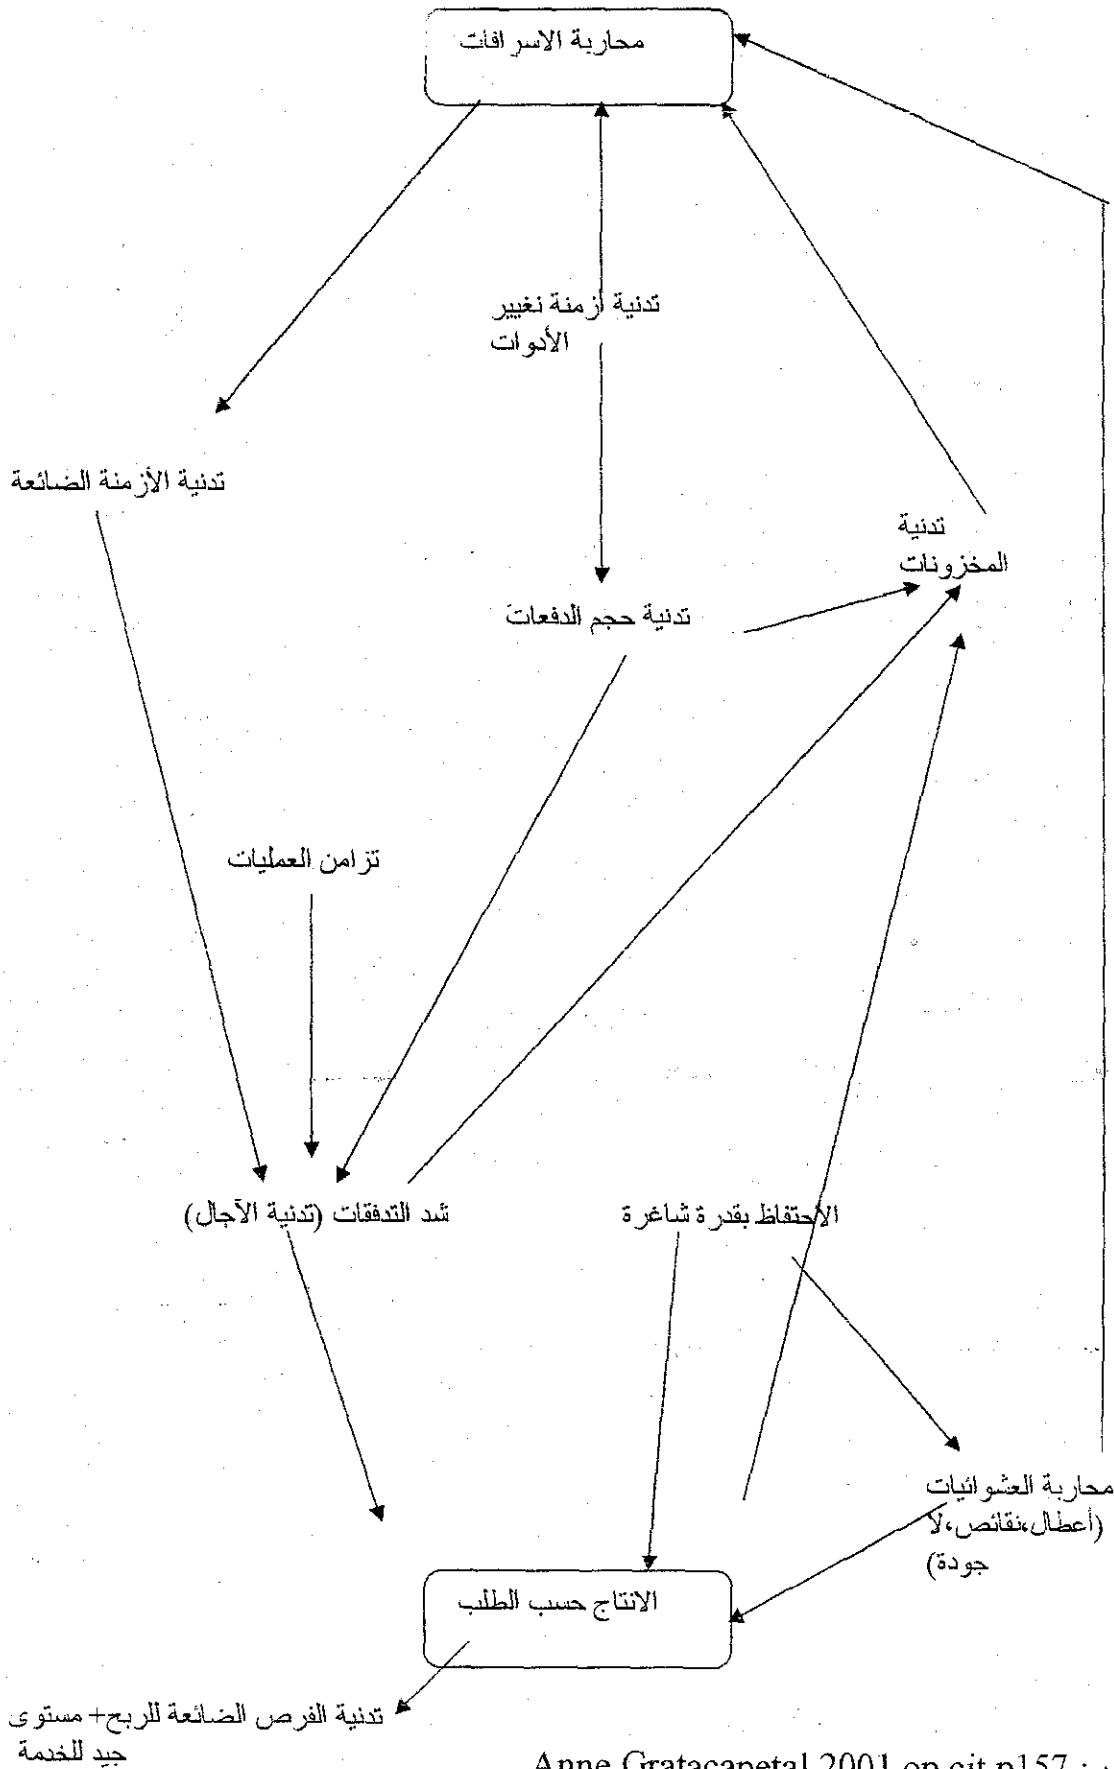 محاربة الاسرافات
تدنية ازمنة نغيير
الأدوات
تدنية الأزمنة الضائعة
تدنية
المخزونات
تدنية حجم الدفعات
تزامن العمليات
شد التدفقات (تدنية الآجال)
الاحتفاظ بقدرة شاغرة
محاربة العشوائيات
(أعطال،نقائص،لا
جودة)
الانتاج حسب الطلب
تدنية الفرص الضائعة للربح+ مستوى
جيد للخدمة
Anne Gratacapetal 2001 op cit p157 :